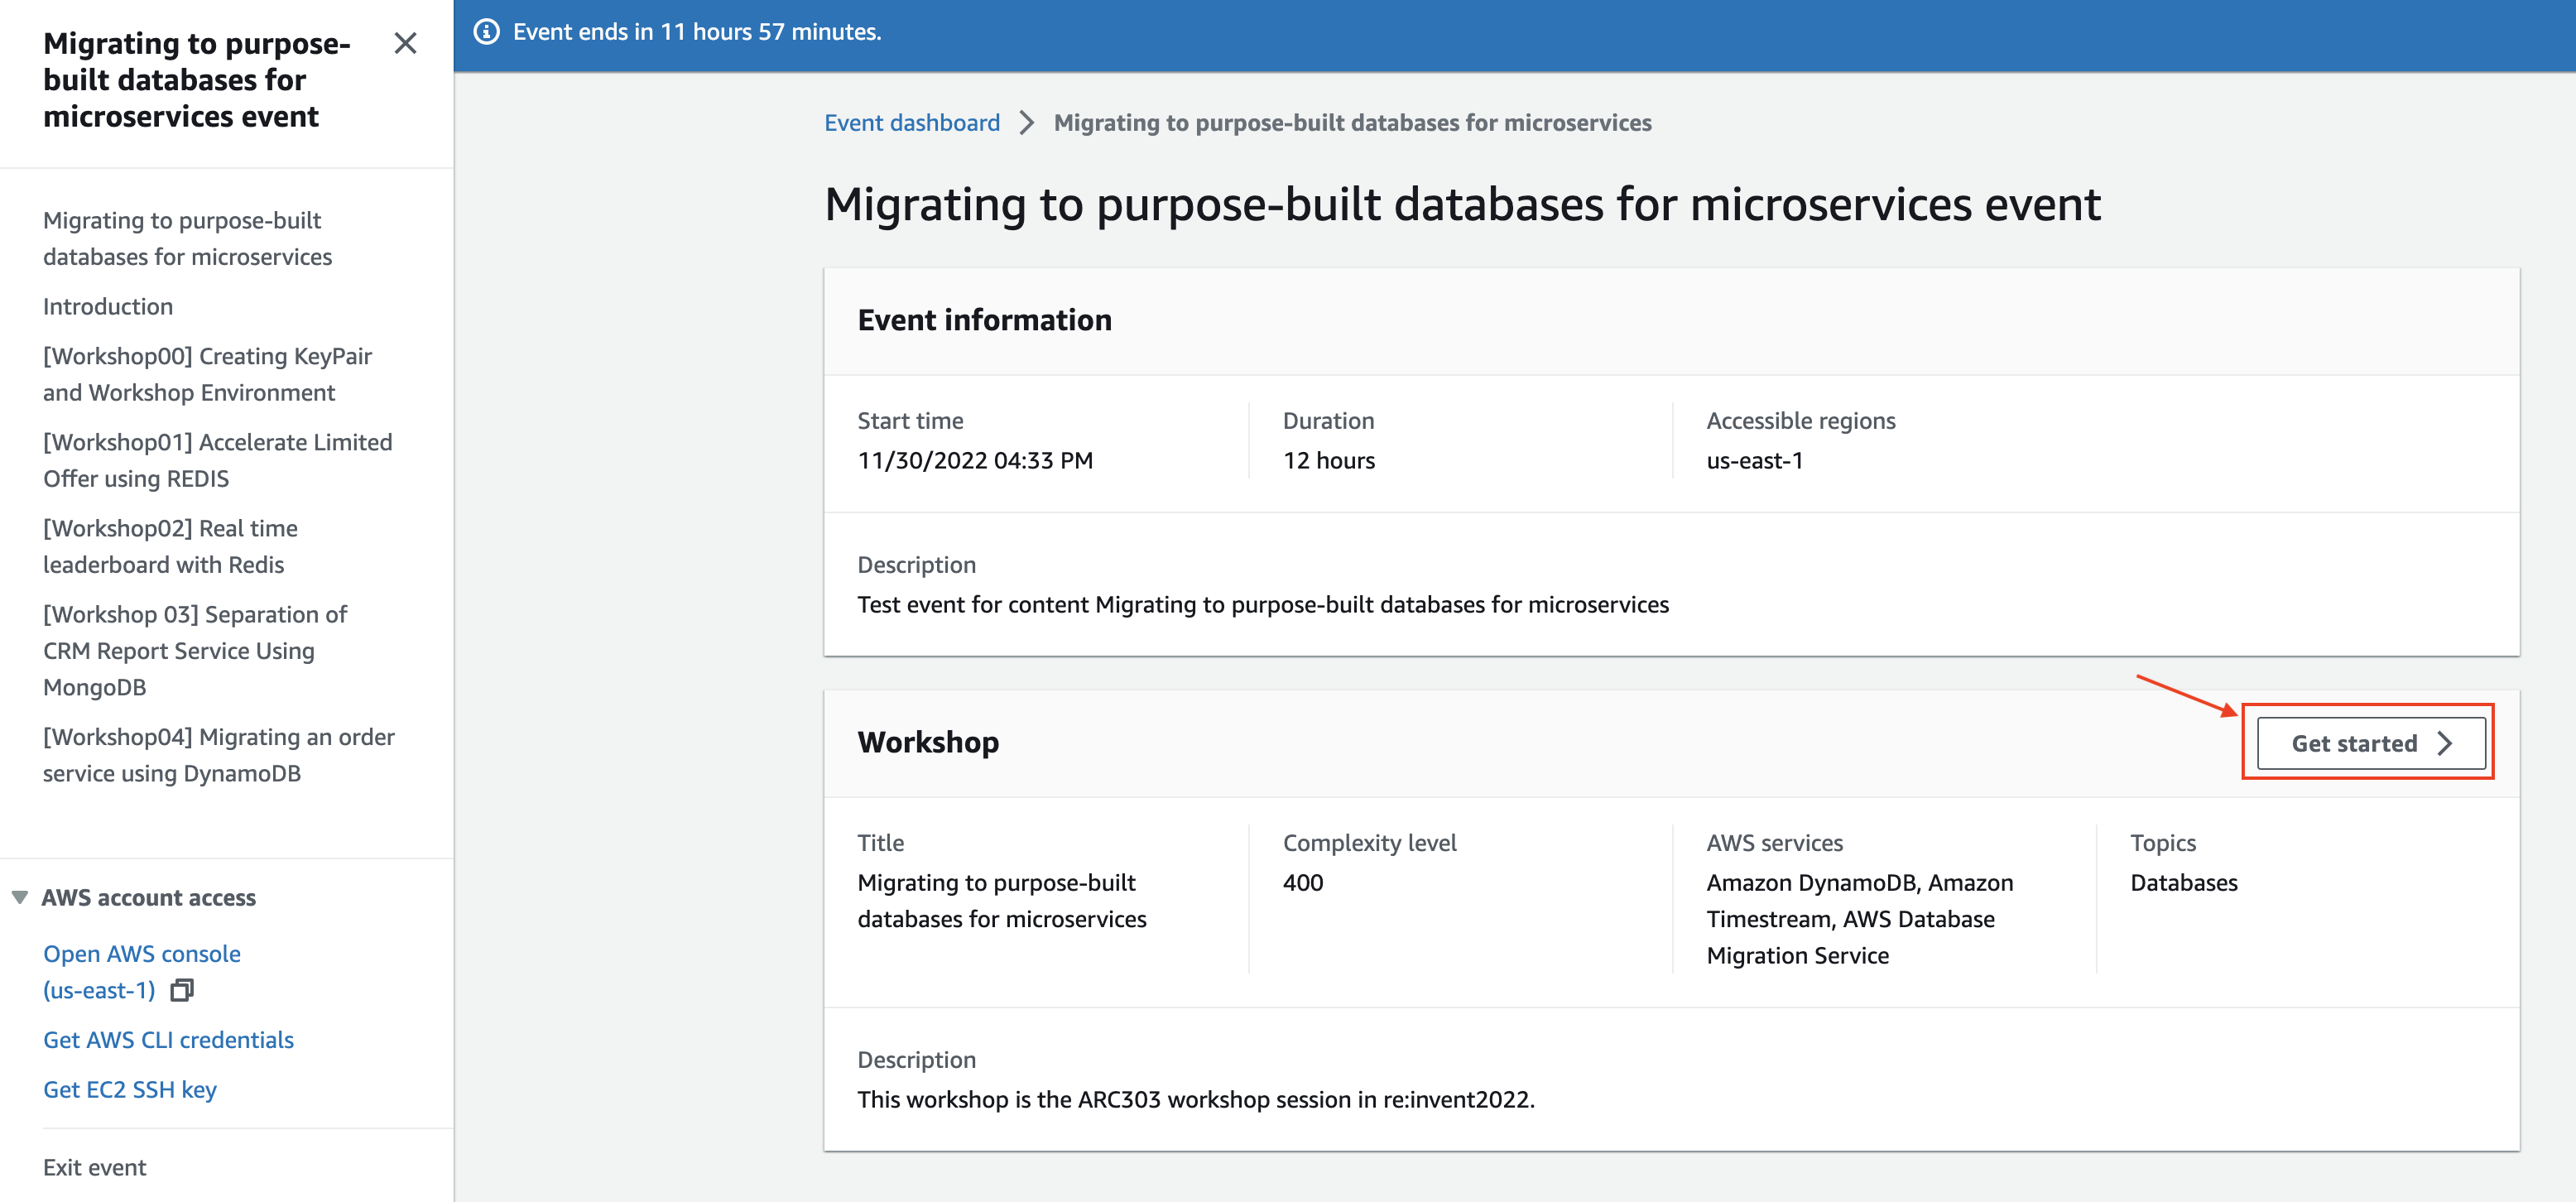 Migrating to purpose-
built databases for
microservices event
Migrating to purpose-built
databases for microservices
Introduction
[Workshop00] Creating KeyPair
and Workshop Environment
[Workshop01] Accelerate Limited
Offer using REDIS
[Workshop02] Real time
leaderboard with Redis
[Workshop 03] Separation of
CRM Report Service Using
MongoDB
[Workshop04] Migrating an order
service using DynamoDB
AWS account access
Open AWS console
(us-east-1)
Get AWS CLI credentials
Get EC2 SSH key
Exit event
Event ends in 11 hours 57 minutes.
Event dashboard > Migrating to purpose-built databases for microservices
Migrating to purpose-built databases for microservices event
Event information
Start time
11/30/2022 04:33 PM
Duration
12 hours
Accessible regions
us-east-1
Description
Test event for content Migrating to purpose-built databases for microservices
Workshop
Get started
Title
Migrating to purpose-built
databases for microservices
Complexity level
400
AWS services
Amazon DynamoDB, Amazon
Timestream, AWS Database
Migration Service
Topics
Databases
Description
This workshop is the ARC303 workshop session in re:invent2022.